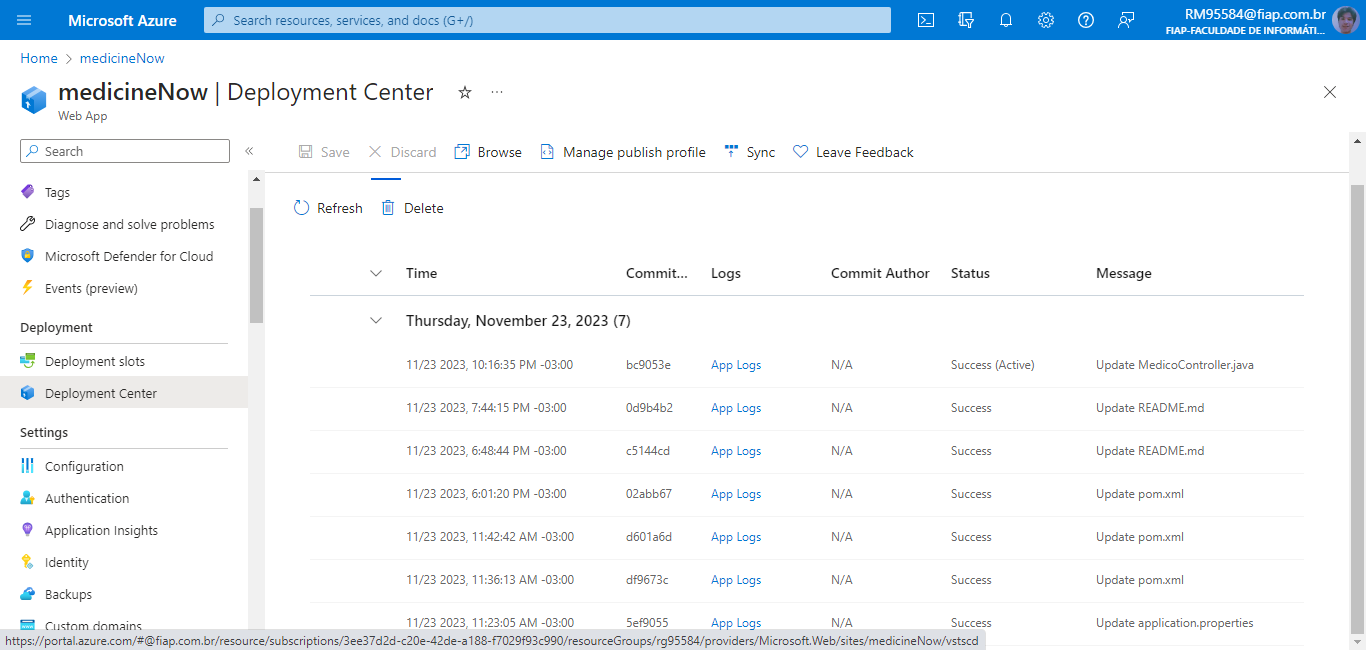 Microsoft Azure
Search resources, services, and docs (G+/)
RM95584@fiap.com.br
FIAP-FACULDADE DE INFORMÁTI...
Home > medicineNow
medicineNow | Deployment Center
Web App
Search
Save
Discard
Browse
Manage publish profile
Sync
Leave Feedback
Tags
Diagnose and solve problems
Microsoft Defender for Cloud
Events (preview)
Deployment
Deployment slots
Deployment Center
Settings
Configuration
Authentication
Application Insights
Identity
Backups
Custom domains
Refresh
Delete
Time Commit... Logs Commit Author Status Message
Thursday, November 23, 2023 (7)
11/23 2023, 10:16:35 PM -03:00 bc9053e App Logs N/A Success (Active) Update MedicoController.java
11/23 2023, 7:44:15 PM -03:00 0d9b4b2 App Logs N/A Success Update README.md
11/23 2023, 6:48:44 PM -03:00 c5144cd App Logs N/A Success Update README.md
11/23 2023, 6:01:20 PM -03:00 02abb67 App Logs N/A Success Update pom.xml
11/23 2023, 11:42:42 AM -03:00 d601a6d App Logs N/A Success Update pom.xml
11/23 2023, 11:36:13 AM -03:00 df9673c App Logs N/A Success Update pom.xml
11/23 2023, 11:23:05 AM -03:00 5ef9055 App Logs N/A Success Update application.properties
https://portal.azure.com/#@fiap.com.br/resource/subscriptions/3ee37d2d-c20e-42de-a188-f7029f93c990/resourceGroups/rg95584/providers/Microsoft.Web/sites/medicineNow/vstscd